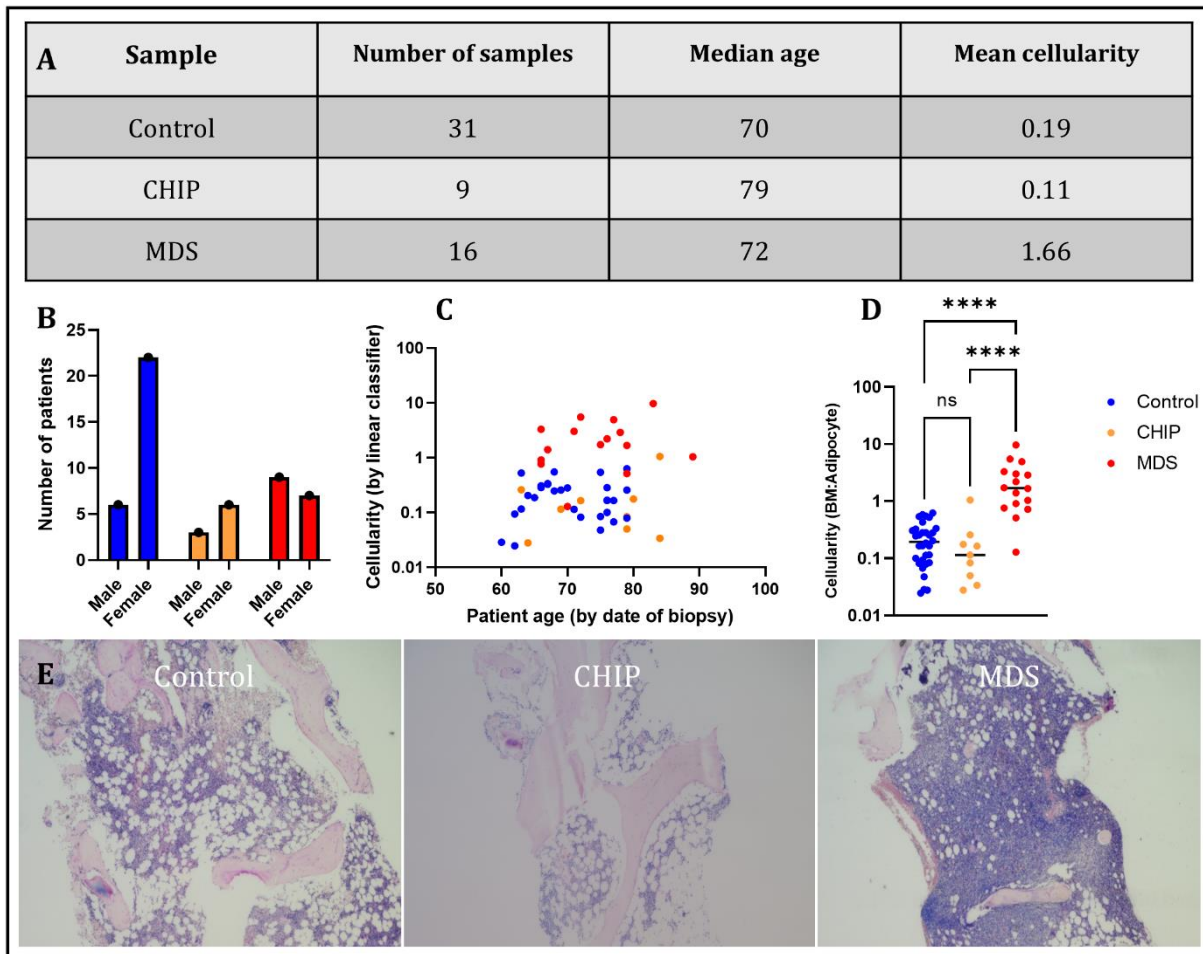 A Sample Number of samples Median age Mean cellularity
Control 31 70 0.19
CHIP 9 79 0.11
MDS 16 72 1.66
B
Number of patients
25
20
15
10
5
0
Male Female Male Female Male Female
C
Cellularity (by linear classifier)
100
10
1
0.1
0.01
50 60 70 80 90 100
Patient age (by date of biopsy)
D
****
****
ns
Cellularity (BM:Adipocyte)
100
10
1
0.1
0.01
Control
CHIP
MDS
E Control CHIP MDS